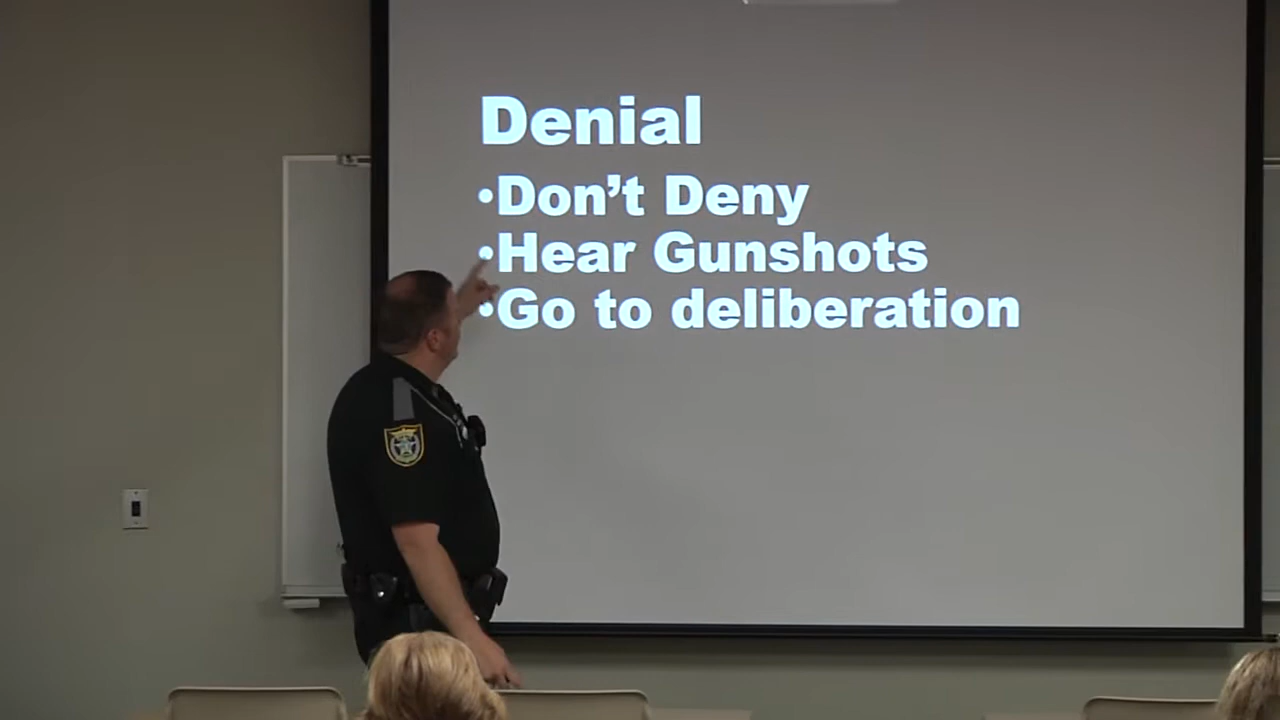 Denial
•Don't Deny
•Hear Gunshots
•Go to deliberation